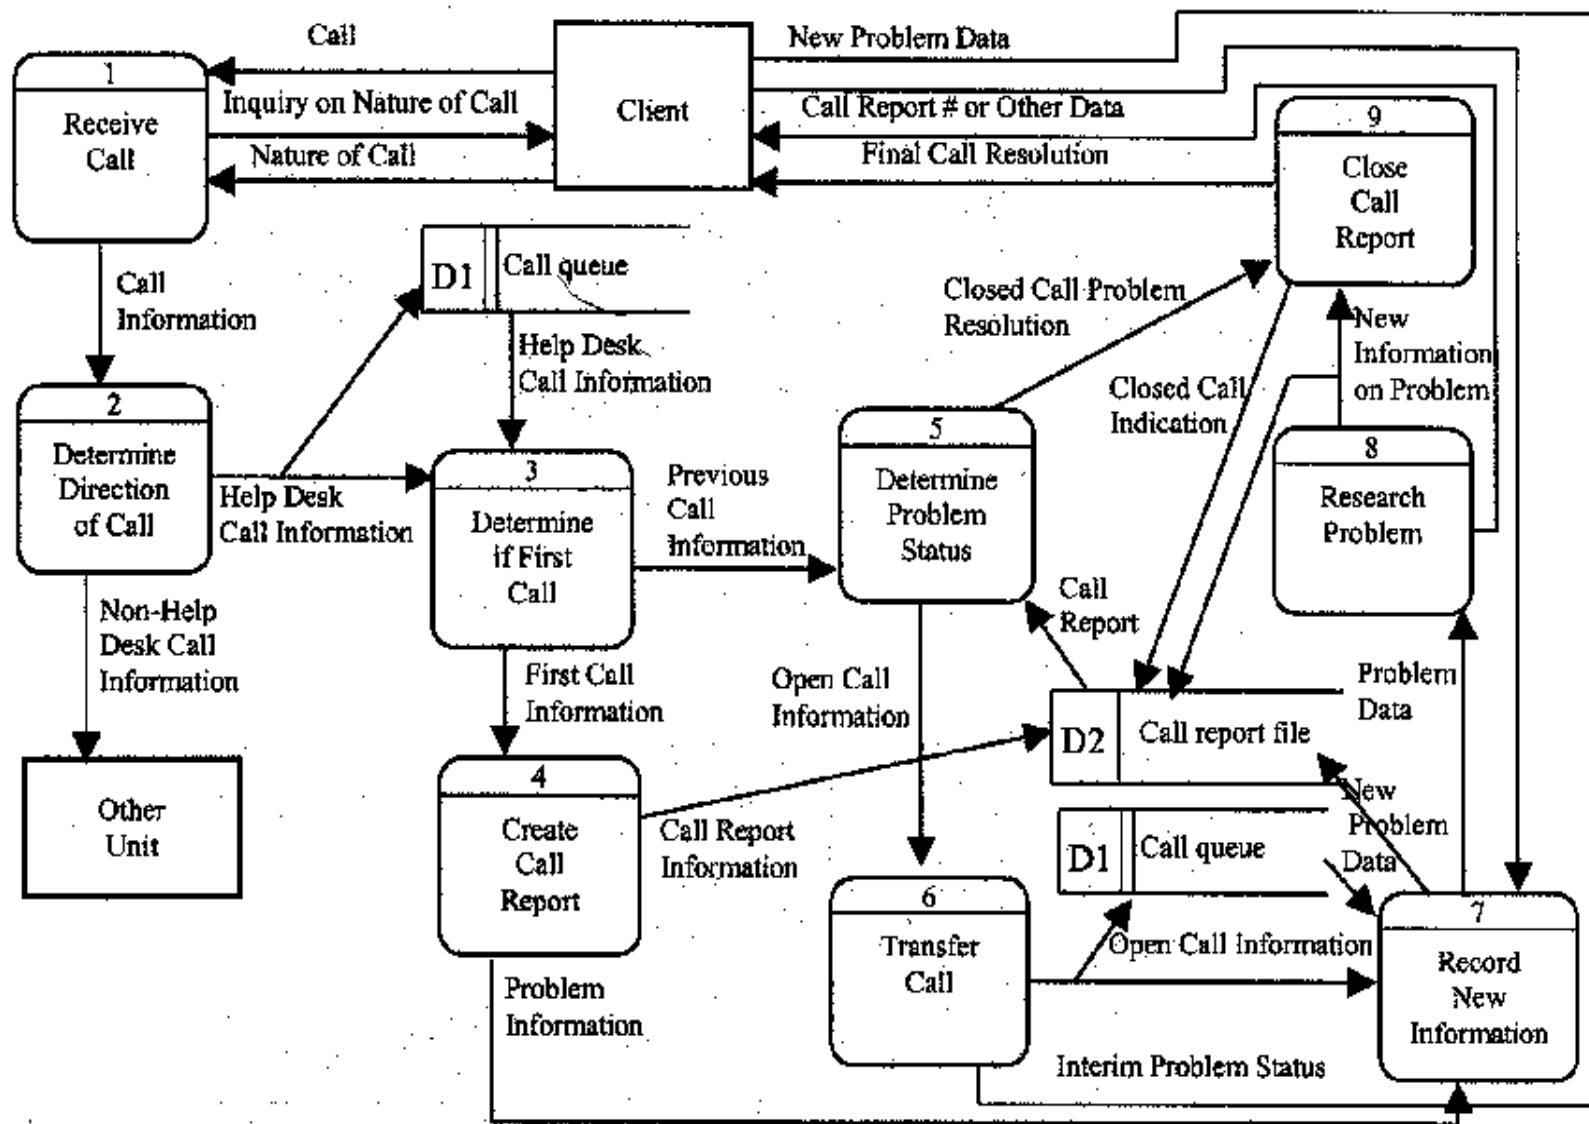 Call
New Problem Data
1
Receive
Call
Inquiry on Nature of Call
Client
Call Report # or Other Data
Nature of Call
Final Call Resolution
9
Close
Call
Report
D1
Call queue
Call
Information
Help Desk
Call Information
Closed Call Problem
Resolution
New
Information
on Problem
Closed Call
Indication
2
Determine
Direction
of Call
Help Desk
Call Information
3
Determine
if First
Call
Previous
Call
Information
5
Determine
Problem
Status
8
Research
Problem
Non-Help
Desk Call
Information
Call
Report
First Call
Information
Open Call
Information
Problem
Data
D2
Call report file
Other
Unit
4
Create
Call
Report
Call Report
Information
New
Problem
Data
D1
Call queue
6
Transfer
Call
Open Call Information
7
Record
New
Information
Problem
Information
Interim Problem Status